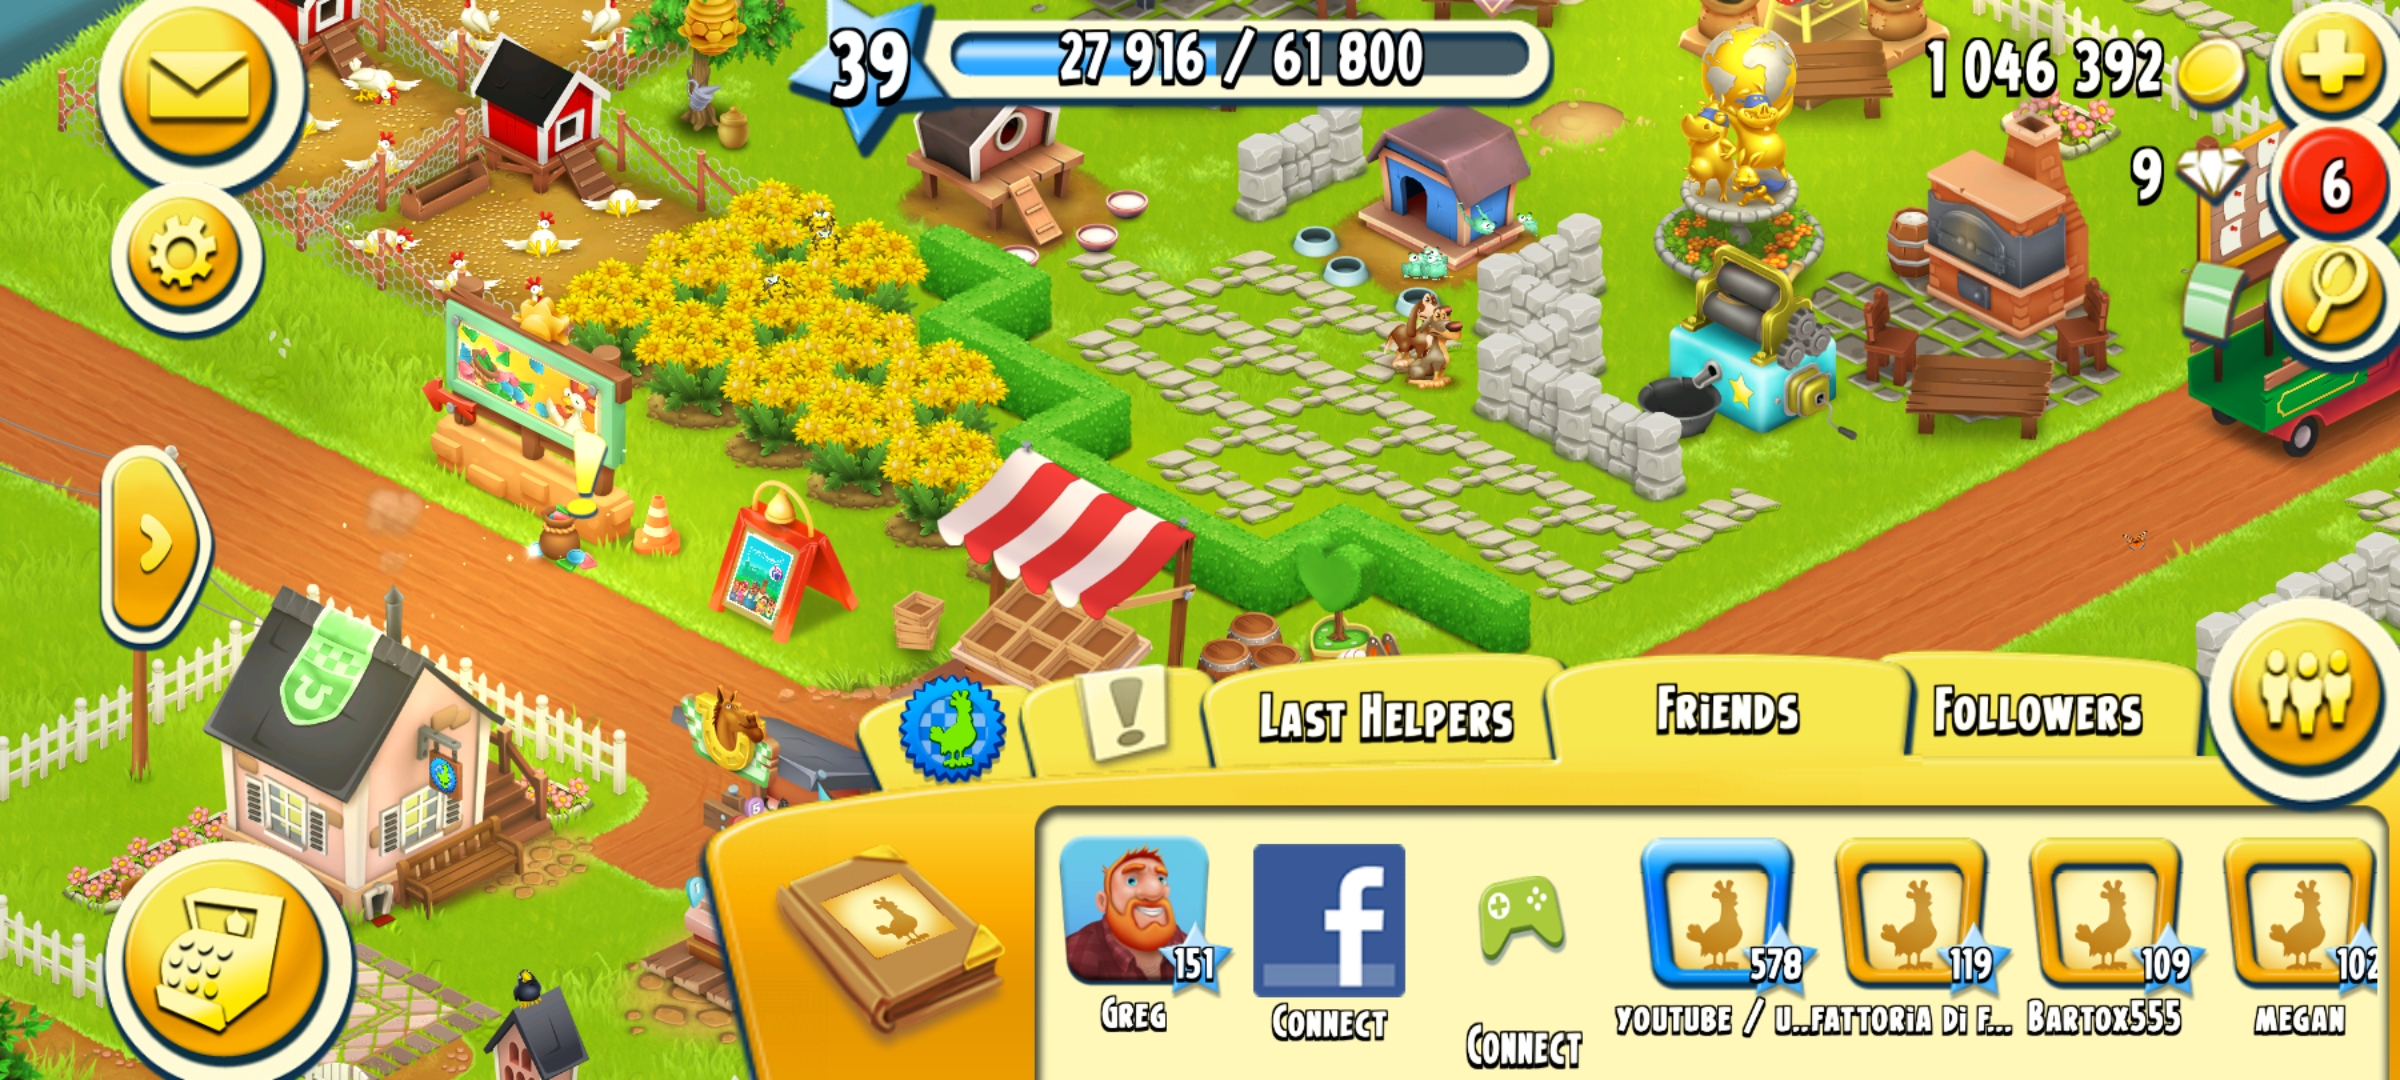 39
27 916 / 61 800
1 046 392
9
6
LAST HELPERS
FRiENDS
FOLLOWERS
151
578
119
109
102
GREG
CONNECT
CONNECT
YOUTUBE / U...
FATTORiA Di F...
BARTOX555
MEGAN